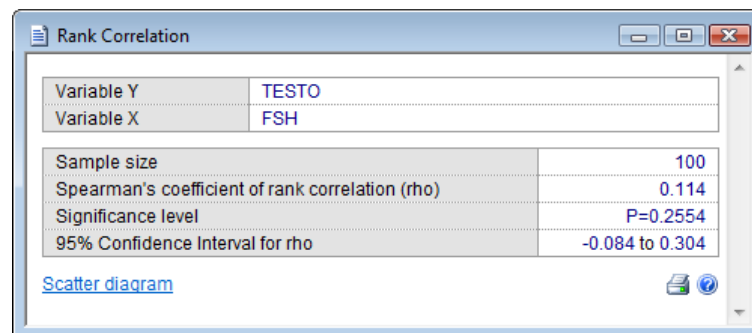 Rank Correlation
Variable Y TESTO
Variable X FSH
Sample size 100
Spearman's coefficient of rank correlation (rho) 0.114
Significance level P=0.2554
95% Confidence Interval for rho -0.084 to 0.304
Scatter diagram